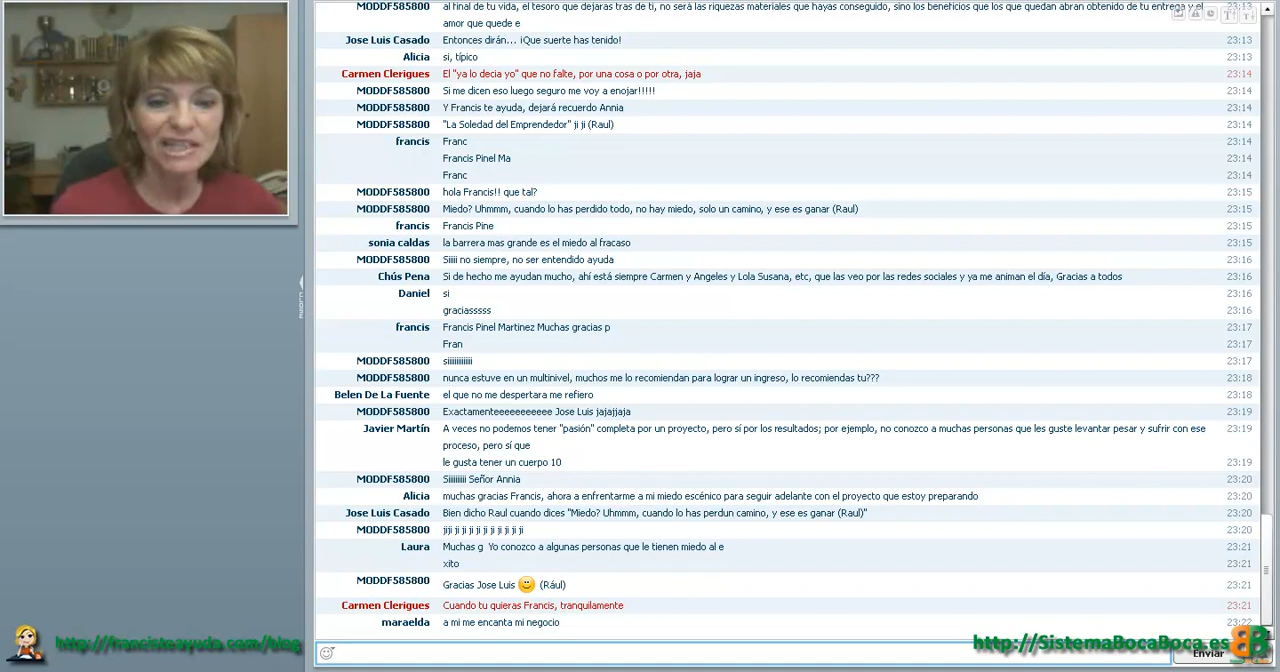 MODDF585800 al final de tu vida, el tesoro que dejaras tras de ti, no será las riquezas materiales que hayas conseguido, sino los beneficios que los que quedan abran obtenido de tu entrega y el 23:13
amor que quede e
Jose Luis Casado Entonces dirán... ¡Que suerte has tenido! 23:13
Alicia si, típico 23:13
Carmen Clerigues El "ya lo decia yo" que no falte, por una cosa o por otra, jaja 23:14
MODDF585800 Si me dicen eso luego seguro me voy a enojar!!!!! 23:14
MODDF585800 Y Francis te ayuda, dejará recuerdo Annia 23:14
MODDF585800 "La Soledad del Emprendedor" ji ji (Raul) 23:14
francis Franc 23:14
Francis Pinel Ma 23:14
Franc 23:14
MODDF585800 hola Francis!! que tal? 23:15
MODDF585800 Miedo? Uhmmm, cuando lo has perdido todo, no hay miedo, solo un camino, y ese es ganar (Raul) 23:15
francis Francis Pine 23:15
sonia caldas la barrera mas grande es el miedo al fracaso 23:15
MODDF585800 Siiii no siempre, no ser entendido ayuda 23:16
Chús Pena Si de hecho me ayudan mucho, ahí está siempre Carmen y Angeles y Lola Susana, etc, que las veo por las redes sociales y ya me animan el día, Gracias a todos 23:16
Daniel si 23:16
graciasssss 23:16
francis Francis Pinel Martinez Muchas gracias p 23:17
Fran 23:17
MODDF585800 siiiiiiiiiiii 23:17
MODDF585800 nunca estuve en un multinivel, muchos me lo recomiendan para lograr un ingreso, lo recomiendas tu??? 23:18
Belen De La Fuente el que no me despertara me refiero 23:18
MODDF585800 Exactamenteeeeeeeeeee Jose Luis jajajjaja 23:19
Javier Martín A veces no podemos tener "pasión" completa por un proyecto, pero sí por los resultados; por ejemplo, no conozco a muchas personas que les guste levantar pesar y sufrir con ese 23:19
proceso, pero sí que
le gusta tener un cuerpo 10 23:19
MODDF585800 Siiiiiiiii Señor Annia 23:20
Alicia muchas gracias Francis, ahora a enfrentarme a mi miedo escénico para seguir adelante con el proyecto que estoy preparando 23:20
Jose Luis Casado Bien dicho Raul cuando dices "Miedo? Uhmmm, cuando lo has perdun camino, y ese es ganar (Raul)" 23:20
MODDF585800 jiji ji ji ji ji ji ji ji ji ji ji 23:20
Laura Muchas g Yo conozco a algunas personas que le tienen miedo al e 23:21
xito 23:21
MODDF585800 Gracias Jose Luis (Rául) 23:21
Carmen Clerigues Cuando tu quieras Francis, tranquilamente 23:21
maraelda a mi me encanta mi negocio 23:22
http://francisteayuda.com/blog
http://SistemaBocaBoca.es
Enviar